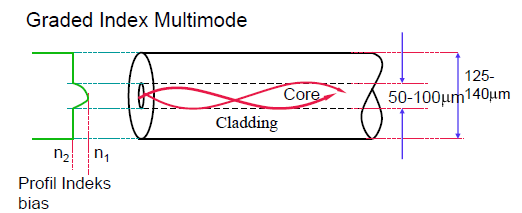 Graded Index Multimode
Core
Cladding
50-100µm
125-
140µm
n2 n1
Profil Indeks
bias